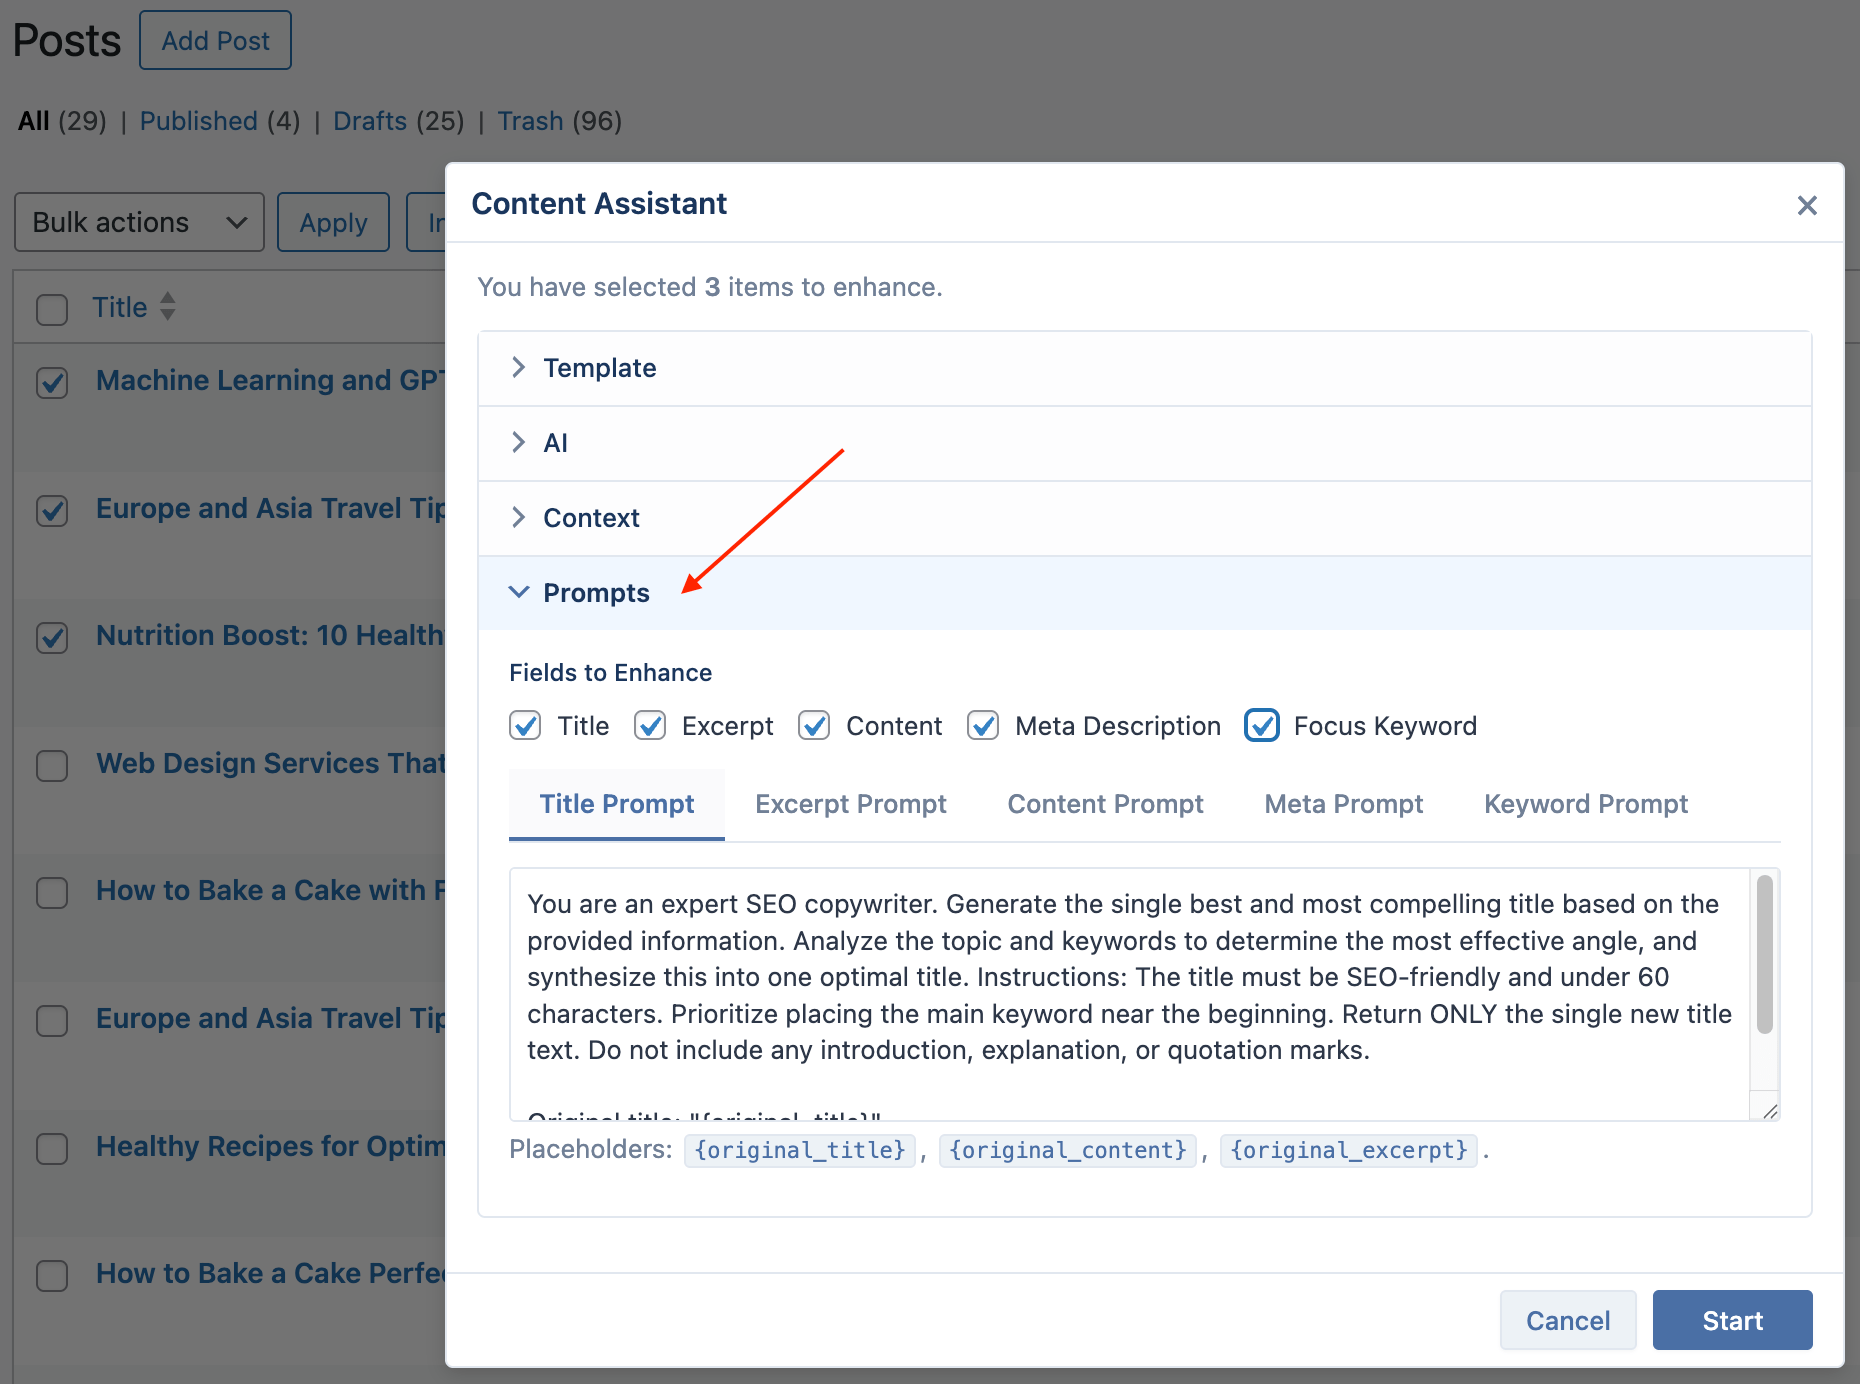 Posts Add Post
All (29) | Published (4) | Drafts (25) | Trash (96)
Bulk actions Apply
Title
Machine Learning and GPT
Europe and Asia Travel Tip
Nutrition Boost: 10 Health
Web Design Services That
How to Bake a Cake with
Europe and Asia Travel Tip
Healthy Recipes for Optim
How to Bake a Cake Perfe
Content Assistant
You have selected 3 items to enhance.
Template
AI
Context
Prompts
Fields to Enhance
Title Excerpt Content Meta Description Focus Keyword
Title Prompt Excerpt Prompt Content Prompt Meta Prompt Keyword Prompt
You are an expert SEO copywriter. Generate the single best and most compelling title based on the
provided information. Analyze the topic and keywords to determine the most effective angle, and
synthesize this into one optimal title. Instructions: The title must be SEO-friendly and under 60
characters. Prioritize placing the main keyword near the beginning. Return ONLY the single new title
text. Do not include any introduction, explanation, or quotation marks.
Original title: "{original_title}"
Placeholders: {original_title} , {original_content} , {original_excerpt} .
Cancel Start